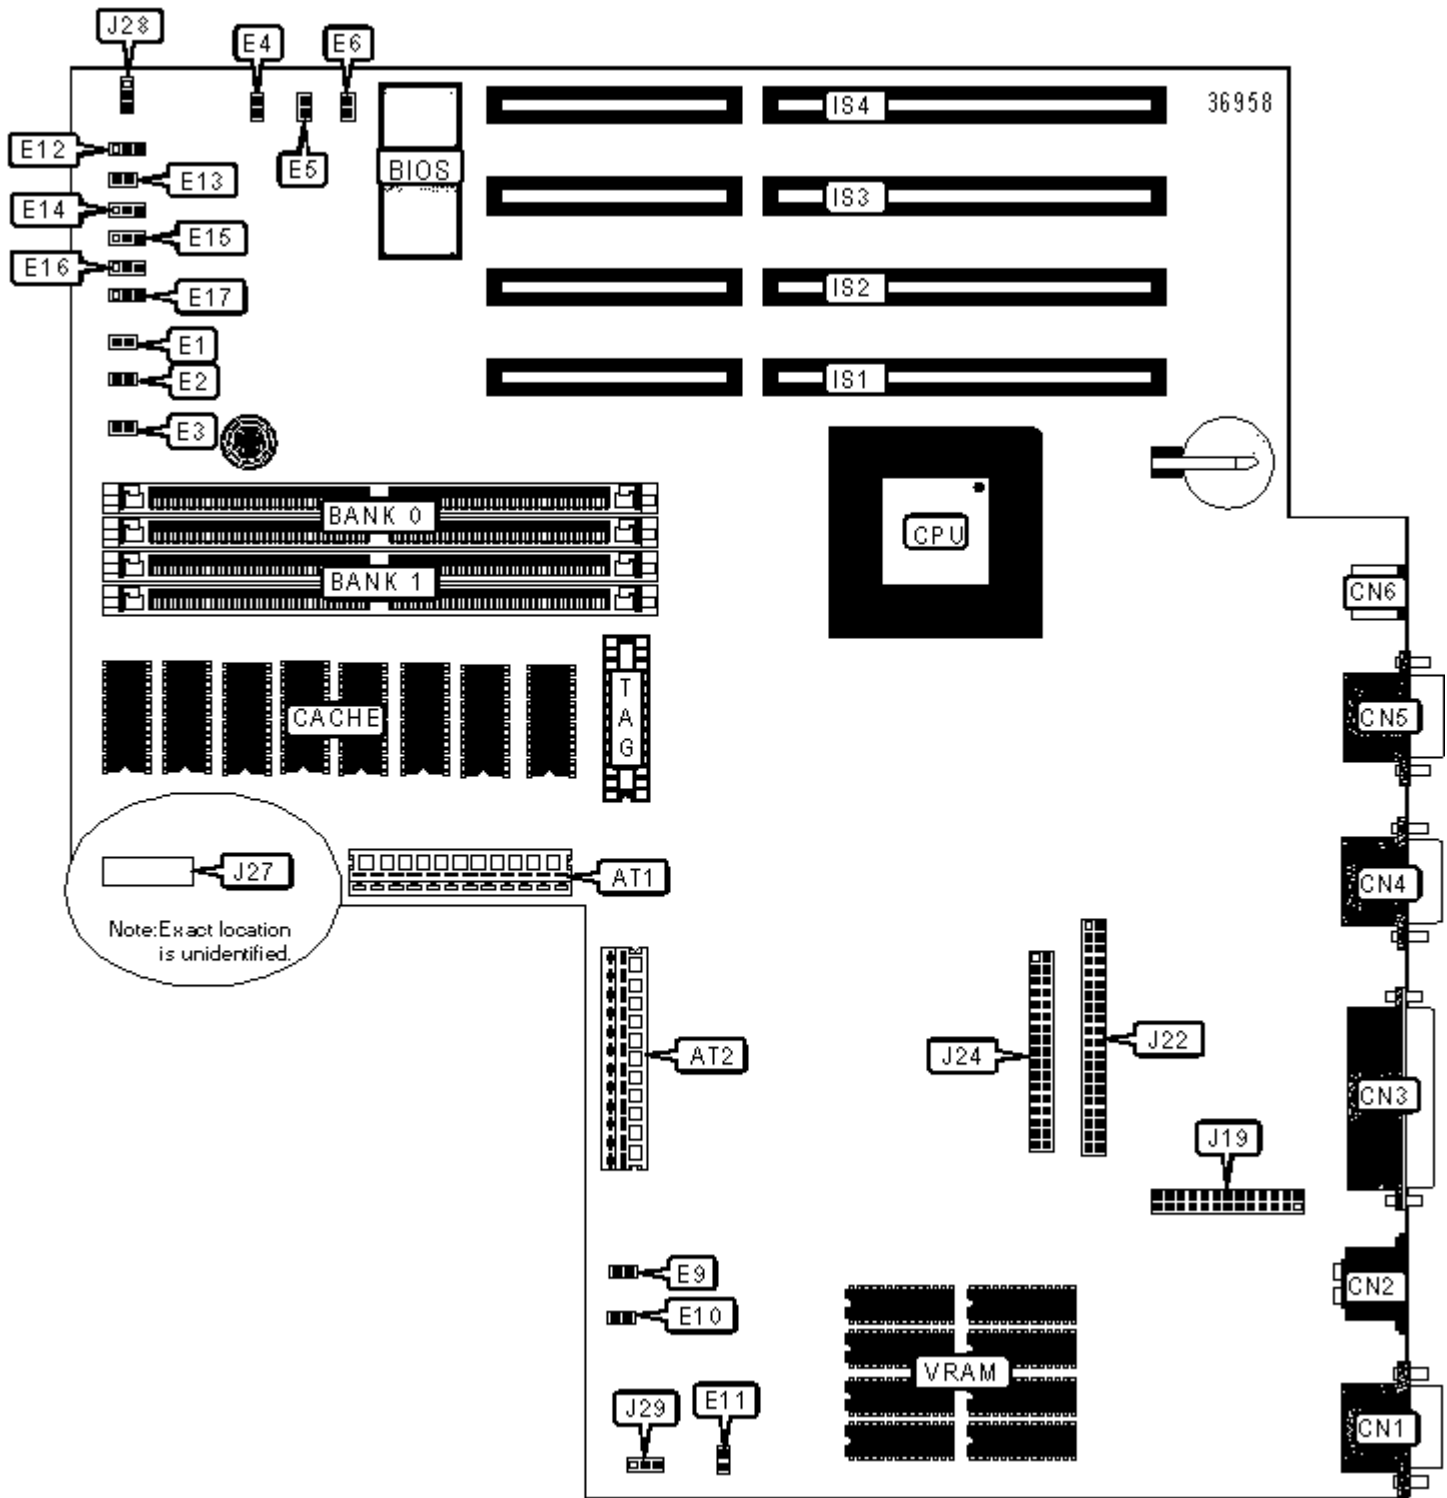 J28
E4
E6
IS4
36958
E12
E5
BIOS
E13
IS3
E14
E15
E16
IS2
E17
E1
IS1
E2
E3
BANK 0
CPU
BANK 1
CN6
TAG
CACHE
CN5
J27
AT1
CN4
Note:Exact location
is unidentified.
J22
AT2
J24
CN3
J19
E9
CN2
E10
VRAM
E11
J29
CN1